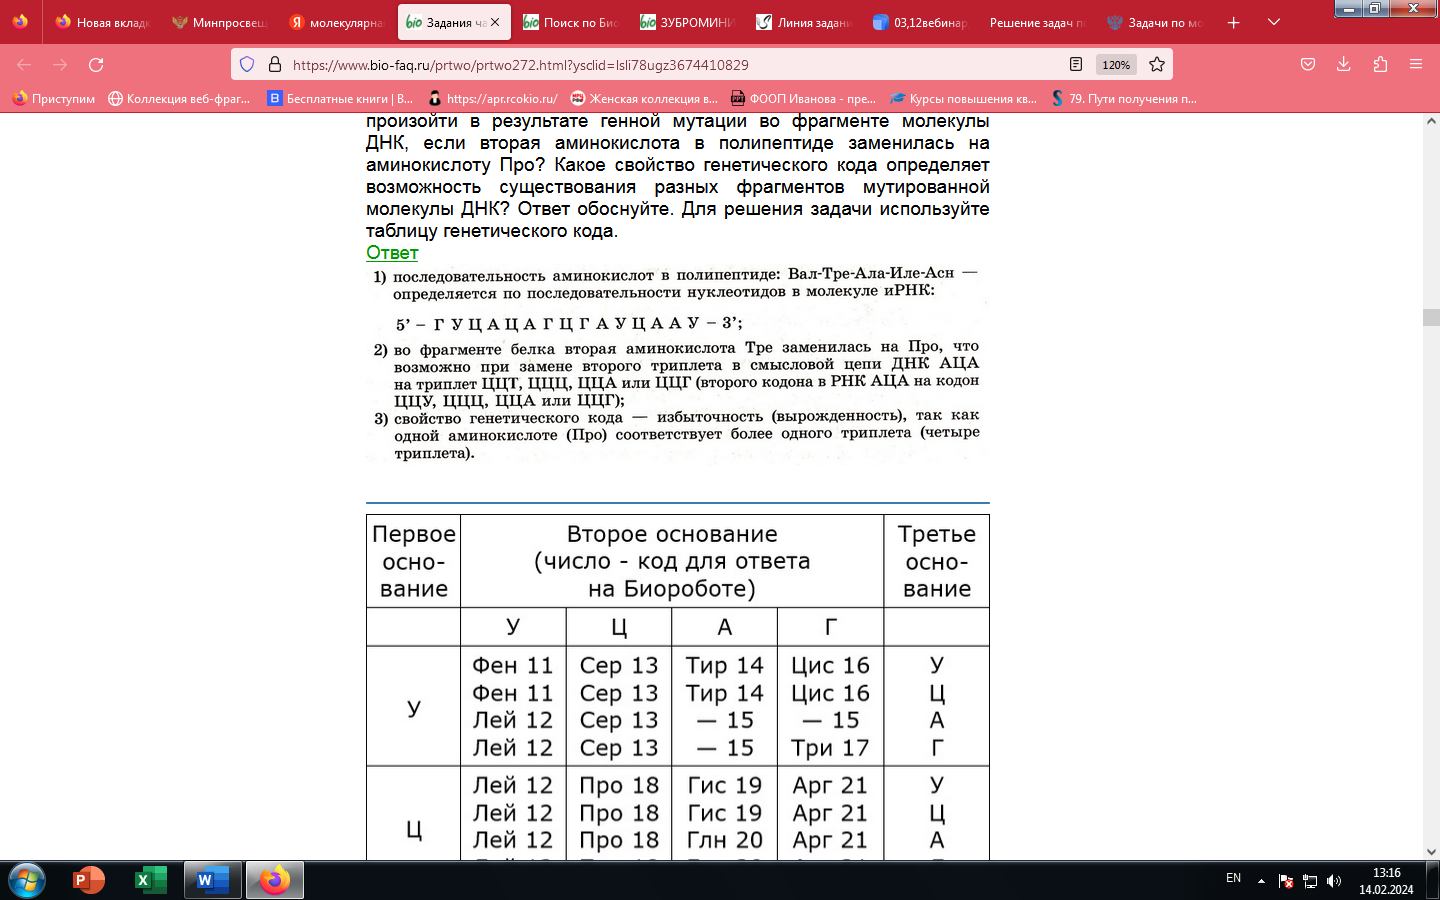 Новая вклад
Минпросвещ
молекулярна
Задания ча
Поиск по Био
ЗУБРОМИНИ
Линия задани
03,12вебинар
Решение задач п
Задачи по мо
https://www.bio-faq.ru/prtwo/prtwo272.html?ysclid=lsli78ugz3674410829
120%
Приступим
Коллекция веб-фраг...
Бесплатные книги | В...
https://apr.rcokio.ru/
Женская коллекция в...
ФООП Иванова - пре...
Курсы повышения кв...
79. Пути получения п...
произойти в результате генной мутации во фрагменте молекулы
ДНК, если вторая аминокислота в полипептиде заменилась на
аминокислоту Про? Какое свойство генетического кода определяет
возможность существования разных фрагментов мутированной
молекулы ДНК? Ответ обоснуйте. Для решения задачи используйте
таблицу генетического кода.
Ответ
1) последовательность аминокислот в полипептиде: Вал-Тре-Ала-Иле-Асн —
определяется по последовательности нуклеотидов в молекуле иРНК:
5’ – Г У Ц А Ц А Г Ц Г А У Ц А А У – 3’;
2) во фрагменте белка вторая аминокислота Тре заменилась на Про, что
возможно при замене второго триплета в смысловой цепи ДНК АЦА
на триплет ЦЦТ, ЦЦЦ, ЦЦА или ЦЦГ (второго кодона в РНК АЦА на кодон
ЦЦУ, ЦЦЦ, ЦЦА или ЦЦГ);
3) свойство генетического кода — избыточность (вырожденность), так как
одной аминокислоте (Про) соответствует более одного триплета (четыре
триплета).
Первое осно-вание
Второе основание
(число - код для ответа
на Биороботе)
Третье осно-вание
У Ц А Г
У
Фен 11 Сер 13 Тир 14 Цис 16 У
Фен 11 Сер 13 Тир 14 Цис 16 Ц
Лей 12 Сер 13 — 15 — 15 А
Лей 12 Сер 13 — 15 Три 17 Г
Ц
Лей 12 Про 18 Гис 19 Арг 21 У
Лей 12 Про 18 Гис 19 Арг 21 Ц
Лей 12 Про 18 Глн 20 Арг 21 А
EN
13:16
14.02.2024